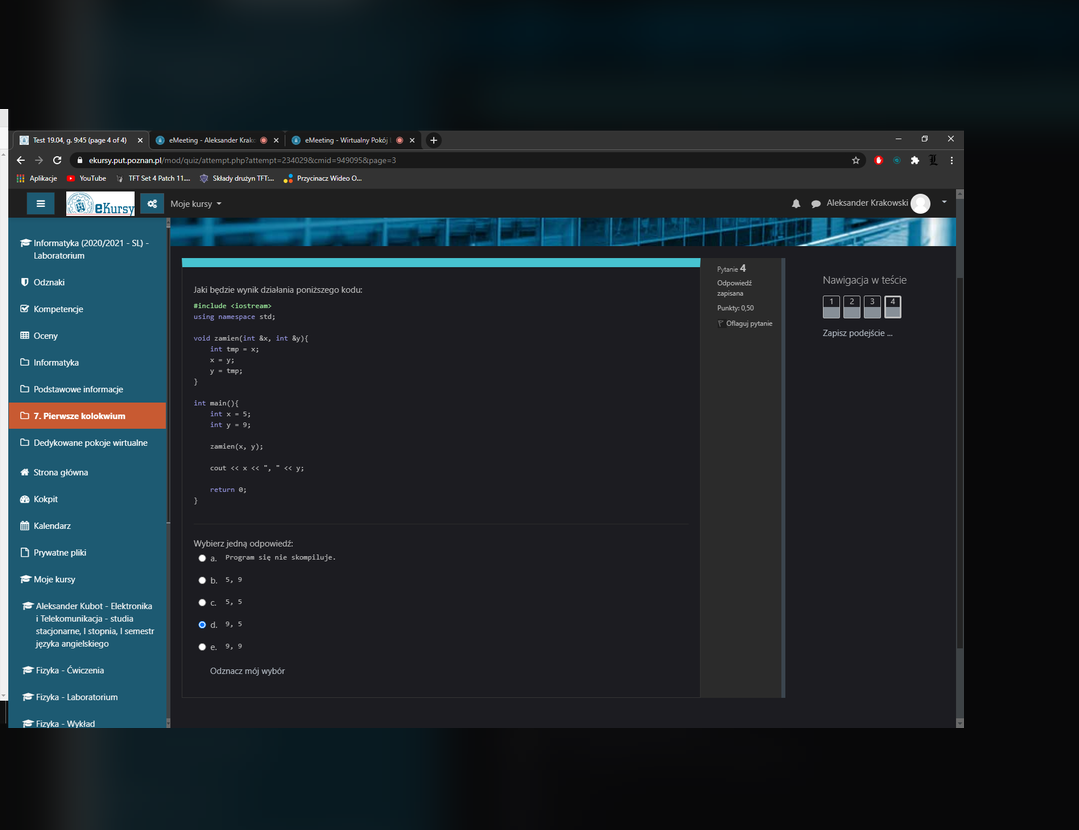 Test 19.04, g. 9:45 (page 4 of 4)
eMeeting - Aleksander Krako
eMeeting - Wirtualny Pokój
ekursy.put.poznan.pl/mod/quiz/attempt.php?attempt=234029&cmid=949095&page=3
Aplikacje
YouTube
TFT Set 4 Patch 11....
Składy drużyn TFT:...
Przycinacz Wideo O...
eKursy
Moje kursy
Aleksander Krakowski
Informatyka (2020/2021 - SL) -
Laboratorium
Odznaki
Kompetencje
Oceny
Informatyka
Podstawowe informacje
7. Pierwsze kolokwium
Dedykowane pokoje wirtualne
Strona główna
Kokpit
Kalendarz
Prywatne pliki
Moje kursy
Aleksander Kubot - Elektronika
i Telekomunikacja - studia
stacjonarne, I stopnia, I semestr
języka angielskiego
Fizyka - Ćwiczenia
Fizyka - Laboratorium
Fizyka - Wykład
Jaki będzie wynik działania poniższego kodu:
#include <iostream>
using namespace std;
void zamien(int &x, int &y){
int tmp = x;
x = y;
y = tmp;
}
int main(){
int x = 5;
int y = 9;
zamien(x, y);
cout << x << ", " << y;
return 0;
}
Wybierz jedną odpowiedź:
a. Program się nie skompiluje.
b. 5, 9
c. 5, 5
d. 9, 5
e. 9, 9
Odznacz mój wybór
Pytanie 4
Odpowiedź
zapisana
Punkty: 0,50
Oflaguj pytanie
Nawigacja w teście
1 2 3 4
Zapisz podejście ...